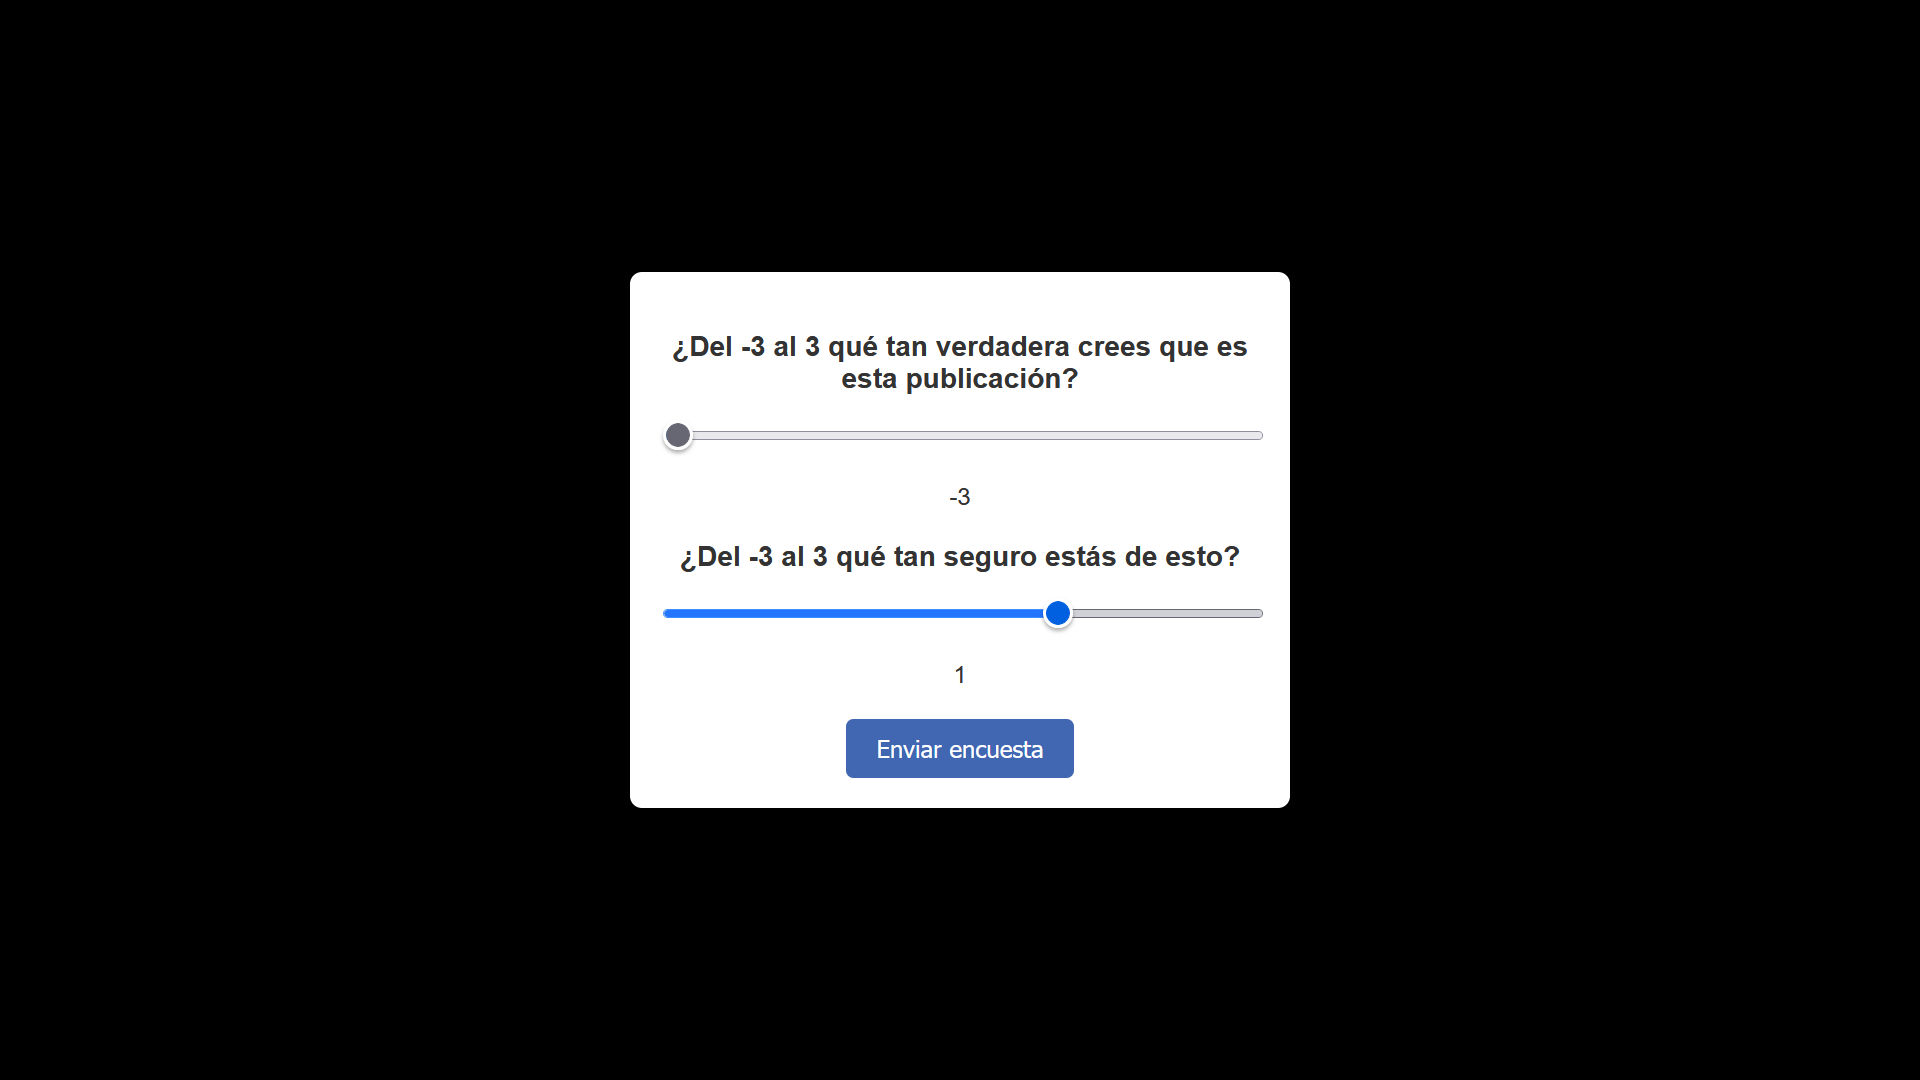 ¿Del -3 al 3 qué tan verdadera crees que es
esta publicación?
-3
¿Del -3 al 3 qué tan seguro estás de esto?
1
Enviar encuesta